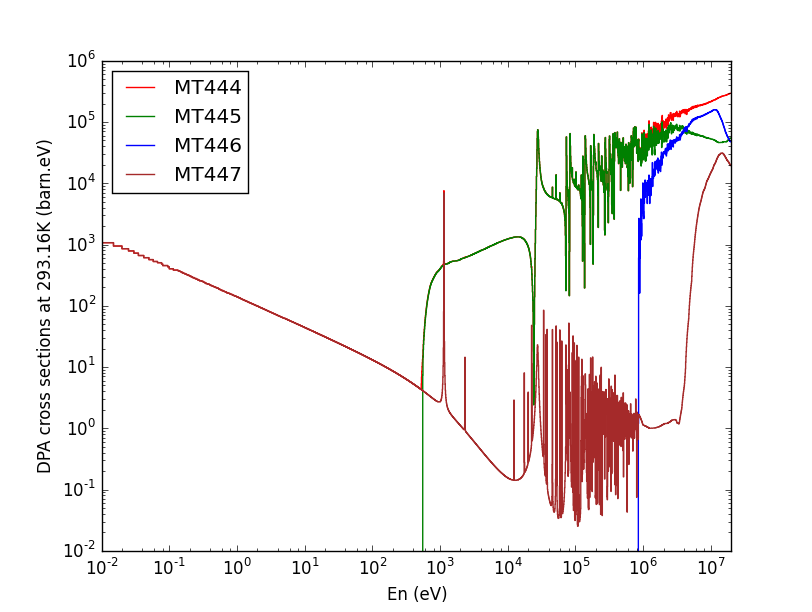 DPA cross sections at 293.16K (barn.eV)
10^6
10^5
10^4
10^3
10^2
10^1
10^0
10^-1
10^-2
MT444
MT445
MT446
MT447
10^-2 10^-1 10^0 10^1 10^2 10^3 10^4 10^5 10^6 10^7
En (eV)